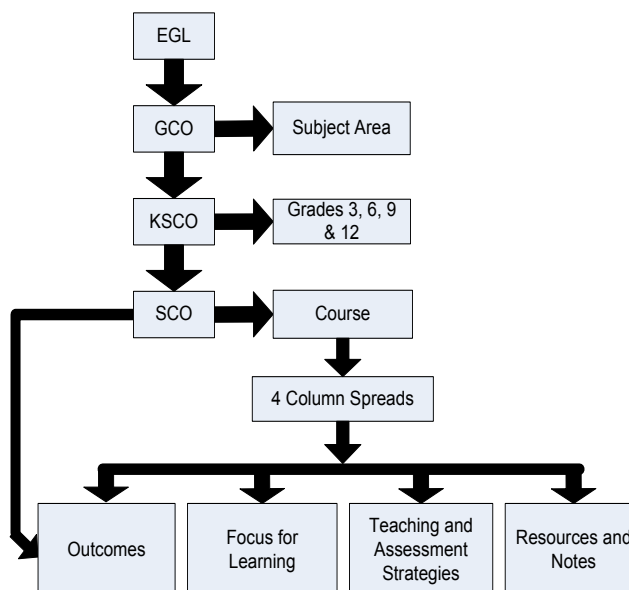 EGL
GCO
Subject Area
KSCO
Grades 3, 6, 9
& 12
SCO
Course
4 Column Spreads
Outcomes
Focus for
Learning
Teaching and
Assessment
Strategies
Resources and
Notes